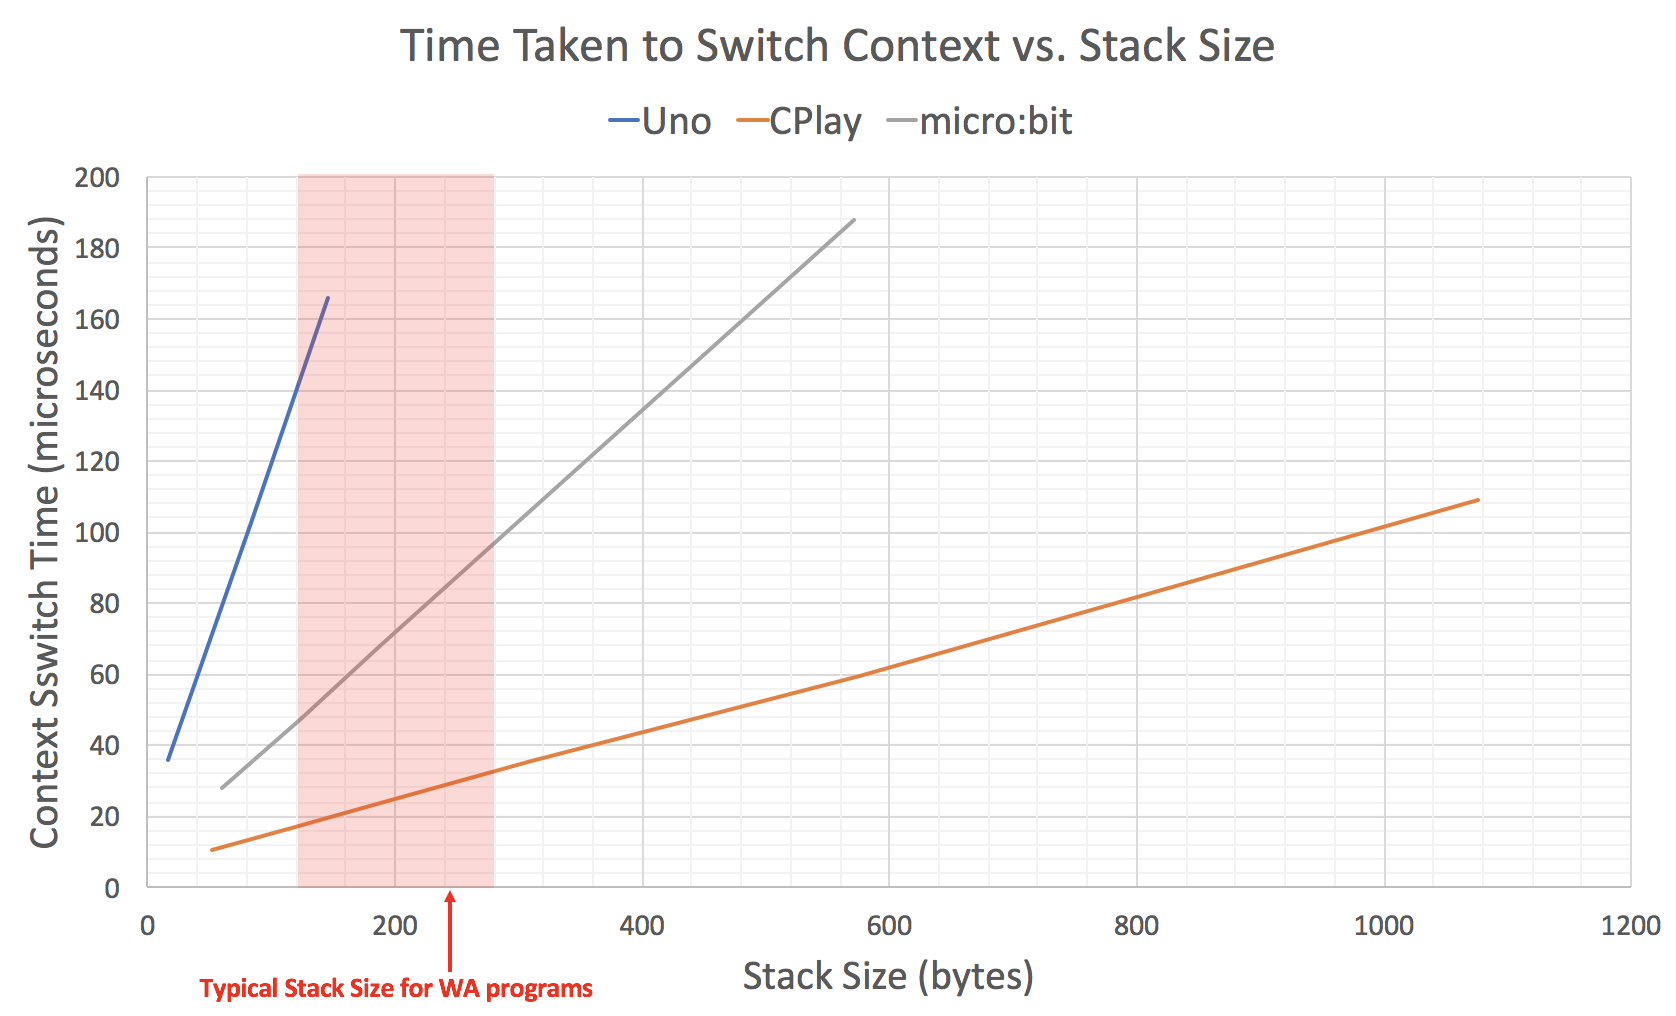 Time Taken to Switch Context vs. Stack Size
Uno CPlay micro:bit
200
180
160
140
120
100
80
60
40
20
0
Context Sswitch Time (microseconds)
0 200 400 600 800 1000 1200
Stack Size (bytes)
Typical Stack Size for WA programs